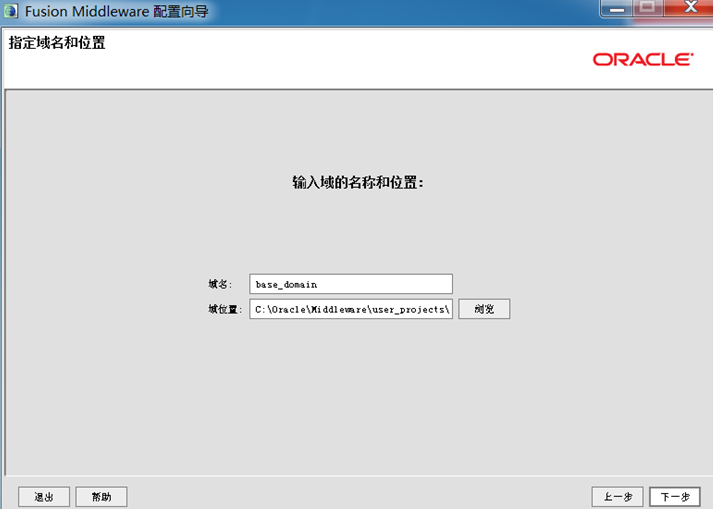 Fusion Middleware 配置向导
指定域名和位置
ORACLE
输入域的名称和位置:
域名: base_domain
域位置: C:\Oracle\Middleware\user_projects\ 浏览
退出 帮助 上一步 下一步